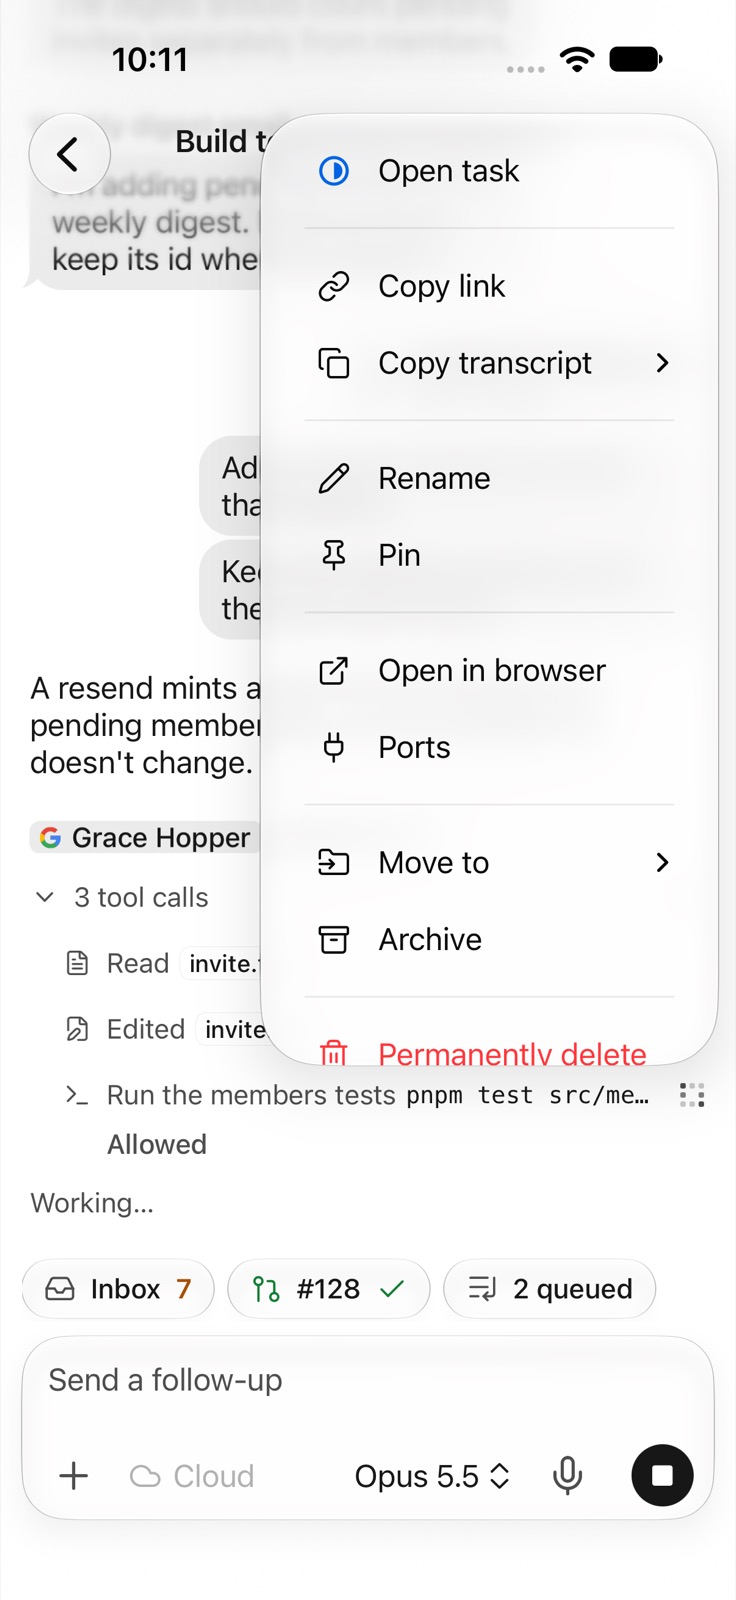 10:11
Build t
adding pen
weekly digest.
keep its id whe
Open task
Copy link
Copy transcript
Rename
Pin
Open in browser
Ports
Move to
Archive
Permanently delete
Ad
tha
Kee
the
A resend mints a
pending member
doesn't change.
Grace Hopper
3 tool calls
Read invite.
Edited invite
Run the members tests pnpm test src/me…
Allowed
Working...
Inbox 7
#128
2 queued
Send a follow-up
Cloud
Opus 5.5